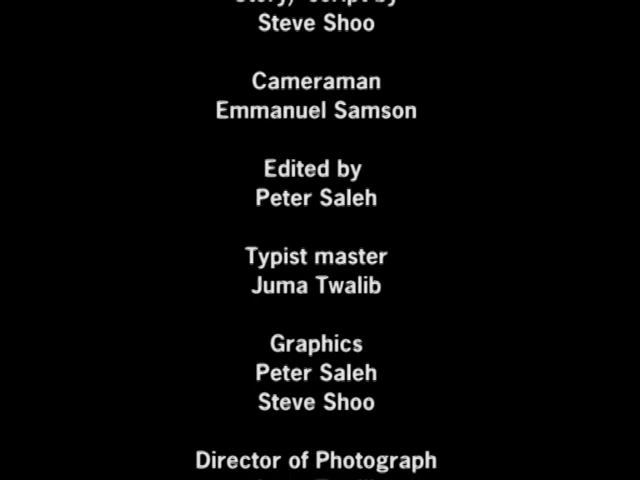 Steve Shoo
Cameraman
Emmanuel Samson
Edited by
Peter Saleh
Typist master
Juma Twalib
Graphics
Peter Saleh
Steve Shoo
Director of Photograph